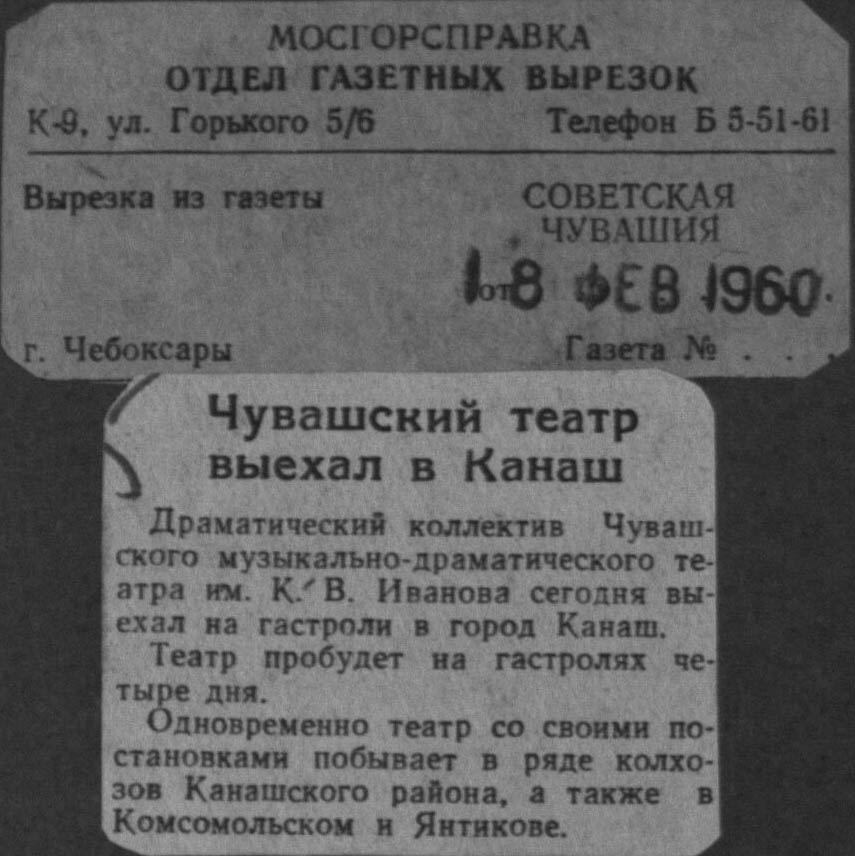 МОСГОРСПРАВКА
ОТДЕЛ ГАЗЕТНЫХ ВЫРЕЗОК
К-9, ул. Горького 5/6 Телефон Б 5-51-61
Вырезка из газеты СОВЕТСКАЯ
ЧУВАШИЯ
от 18 ФЕВ 1960
г. Чебоксары Газета № . . .
Чувашский театр
выехал в Канаш
Драматический коллектив Чуваш-
ского музыкально-драматического те-
атра им. К. В. Иванова сегодня вы-
ехал на гастроли в город Канаш.
Театр пробудет на гастролях че-
тыре дня.
Одновременно театр со своими по-
становками побывает в ряде колхо-
зов Канашского района, а также в
Комсомольском и Янтикове.